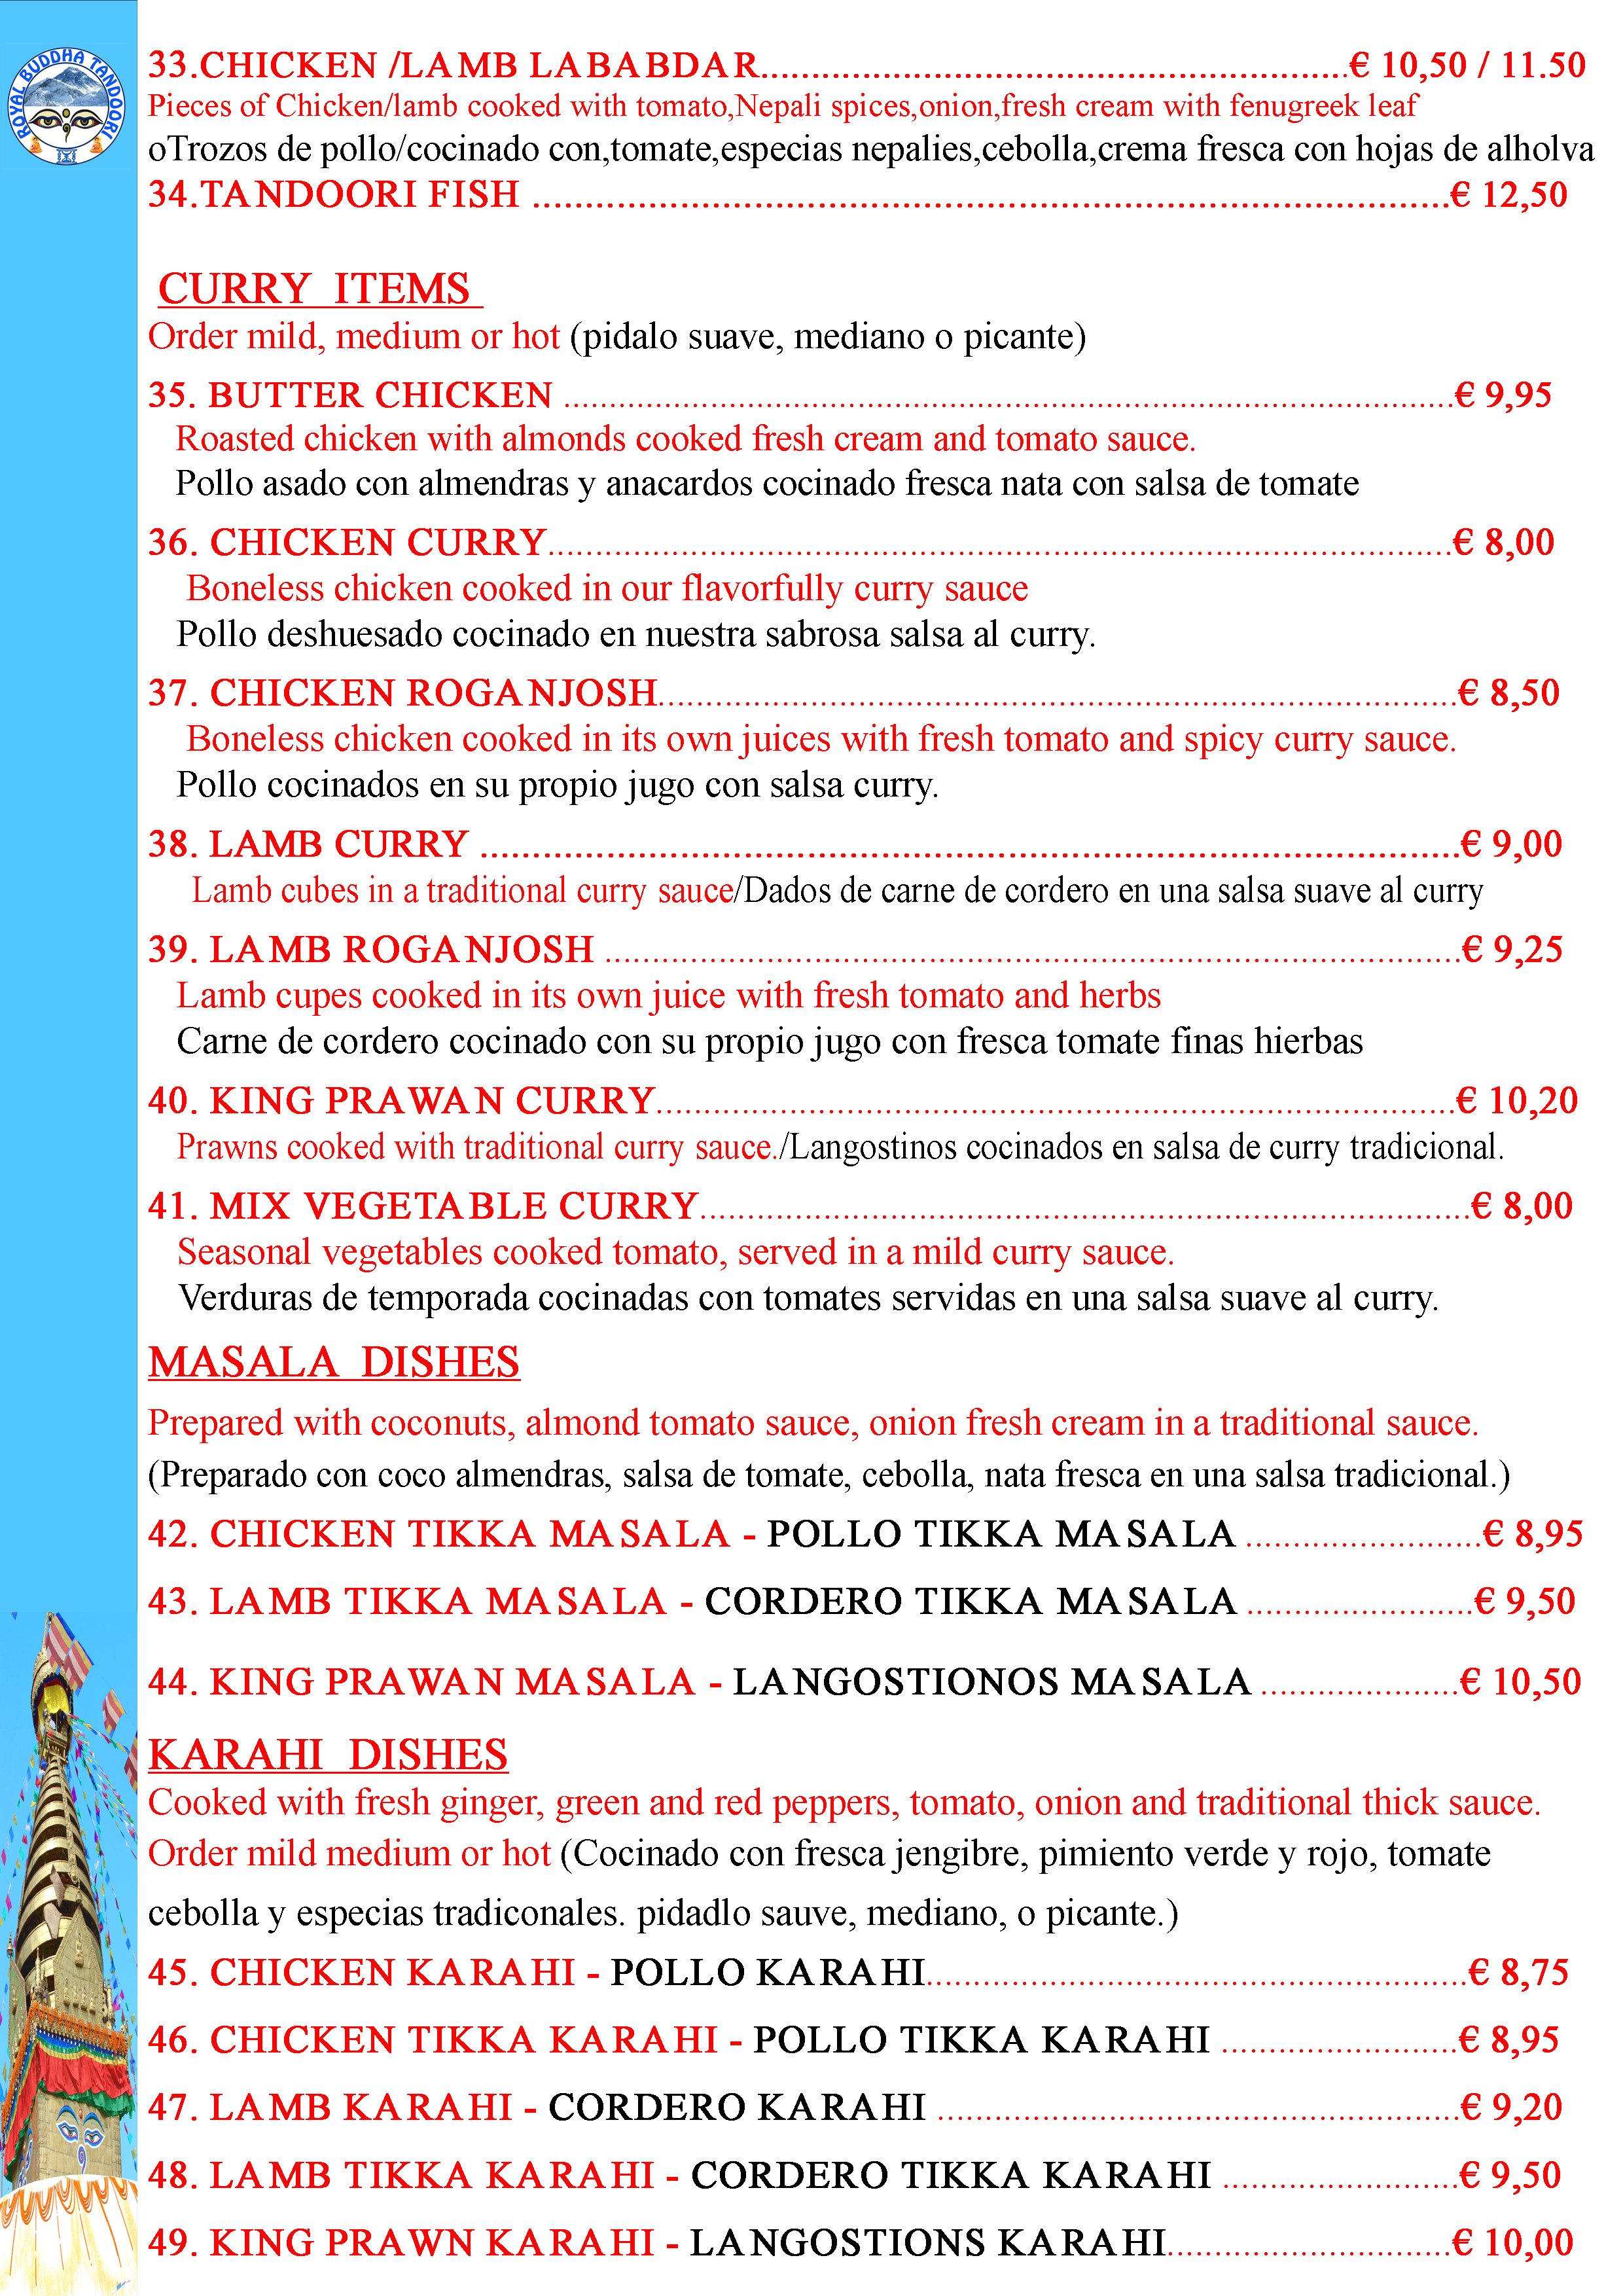 ROYAL BUDDHA TANDOORI
33.CHICKEN /LAMB LABABDAR..........................................................€ 10,50 / 11.50
Pieces of Chicken/lamb cooked with tomato,Nepali spices,onion,fresh cream with fenugreek leaf
oTrozos de pollo/cocinado con,tomate,especias nepalies,cebolla,crema fresca con hojas de alholva
34.TANDOORI FISH ..........................................................................................€ 12,50
CURRY ITEMS
Order mild, medium or hot (pidalo suave, mediano o picante)
35. BUTTER CHICKEN ..........................................................................................€ 9,95
Roasted chicken with almonds cooked fresh cream and tomato sauce.
Pollo asado con almendras y anacardos cocinado fresca nata con salsa de tomate
36. CHICKEN CURRY..........................................................................................€ 8,00
Boneless chicken cooked in our flavorfully curry sauce
Pollo deshuesado cocinado en nuestra sabrosa salsa al curry.
37. CHICKEN ROGANJOSH...................................................................................€ 8,50
Boneless chicken cooked in its own juices with fresh tomato and spicy curry sauce.
Pollo cocinados en su propio jugo con salsa curry.
38. LAMB CURRY ..............................................................................................€ 9,00
Lamb cubes in a traditional curry sauce/Dados de carne de cordero en una salsa suave al curry
39. LAMB ROGANJOSH ........................................................................................€ 9,25
Lamb cupes cooked in its own juice with fresh tomato and herbs
Carne de cordero cocinado con su propio jugo con fresca tomate finas hierbas
40. KING PRAWAN CURRY...................................................................................€ 10,20
Prawns cooked with traditional curry sauce./Langostinos cocinados en salsa de curry tradicional.
41. MIX VEGETABLE CURRY................................................................................€ 8,00
Seasonal vegetables cooked tomato, served in a mild curry sauce.
Verduras de temporada cocinadas con tomates servidas en una salsa suave al curry.
MASALA DISHES
Prepared with coconuts, almond tomato sauce, onion fresh cream in a traditional sauce.
(Preparado con coco almendras, salsa de tomate, cebolla, nata fresca en una salsa tradicional.)
42. CHICKEN TIKKA MASALA - POLLO TIKKA MASALA .........................€ 8,95
43. LAMB TIKKA MASALA - CORDERO TIKKA MASALA ........................€ 9,50
44. KING PRAWAN MASALA - LANGOSTIONOS MASALA .....................€ 10,50
KARAHI DISHES
Cooked with fresh ginger, green and red peppers, tomato, onion and traditional thick sauce.
Order mild medium or hot (Cocinado con fresca jengibre, pimiento verde y rojo, tomate
cebolla y especias tradiconales. pidadlo sauve, mediano, o picante.)
45. CHICKEN KARAHI - POLLO KARAHI.........................................................€ 8,75
46. CHICKEN TIKKA KARAHI - POLLO TIKKA KARAHI .........................€ 8,95
47. LAMB KARAHI - CORDERO KARAHI .......................................................€ 9,20
48. LAMB TIKKA KARAHI - CORDERO TIKKA KARAHI .........................€ 9,50
49. KING PRAWN KARAHI - LANGOSTIONS KARAHI..............................€ 10,00